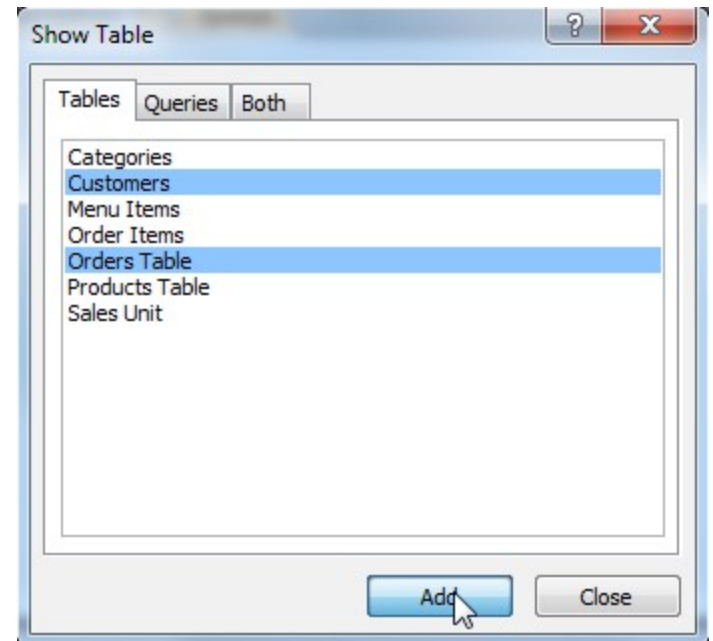 Show Table
?
X
Tables Queries Both
Categories
Customers
Menu Items
Order Items
Orders Table
Products Table
Sales Unit
Add Close